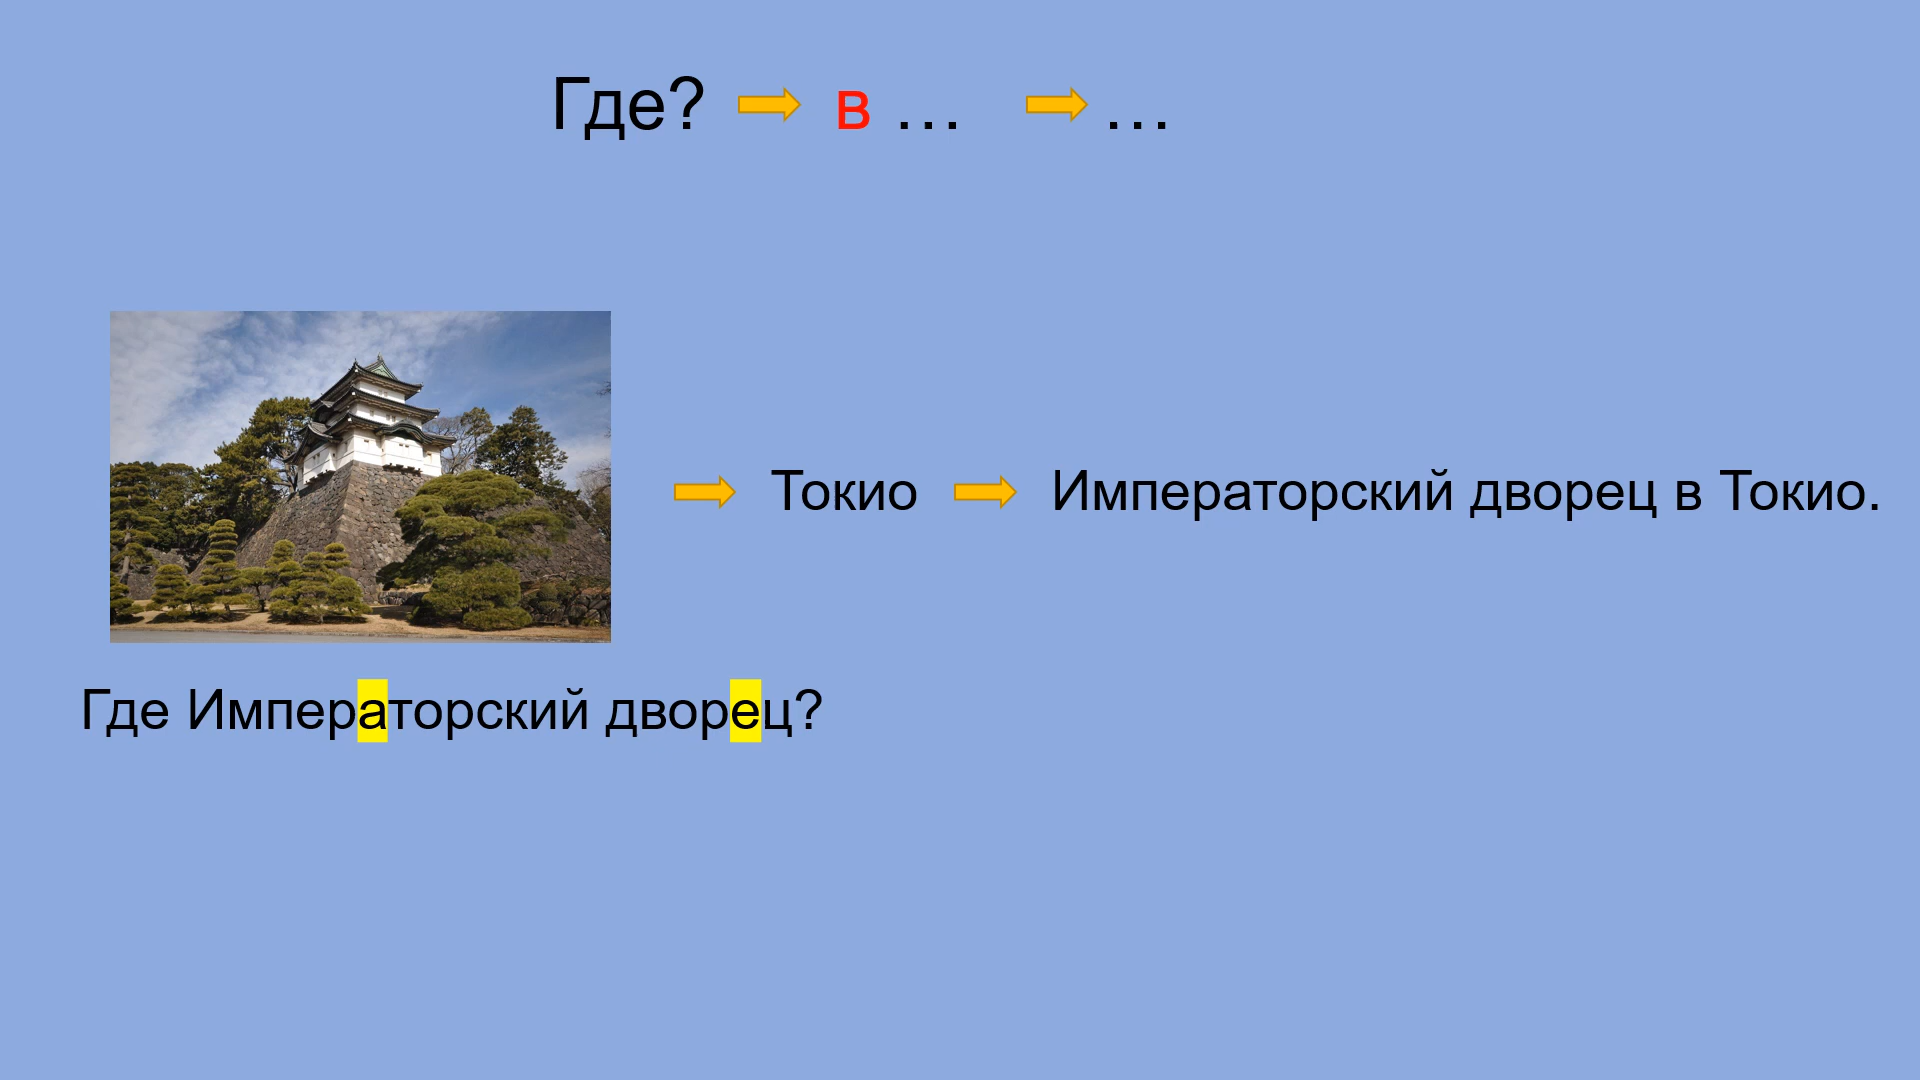 Где? в … …
Токио Императорский дворец в Токио.
Где Императорский дворец?